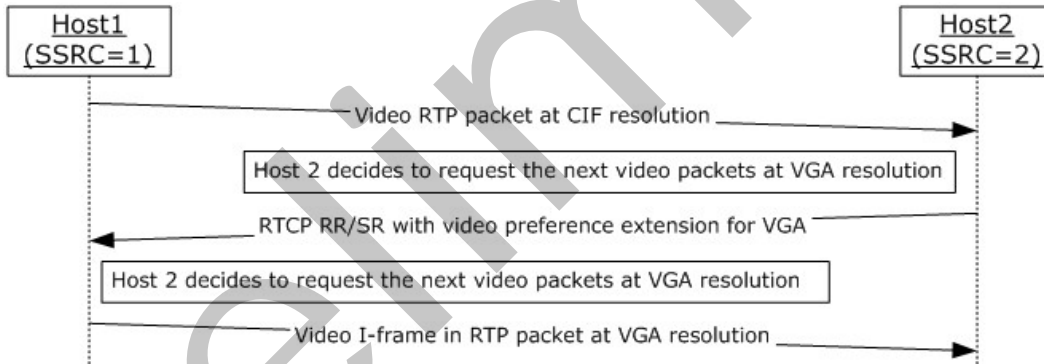 Host1
(SSRC=1)
Host2
(SSRC=2)
Video RTP packet at CIF resolution
Host 2 decides to request the next video packets at VGA resolution
RTCP RR/SR with video preference extension for VGA
Host 2 decides to request the next video packets at VGA resolution
Video I-frame in RTP packet at VGA resolution